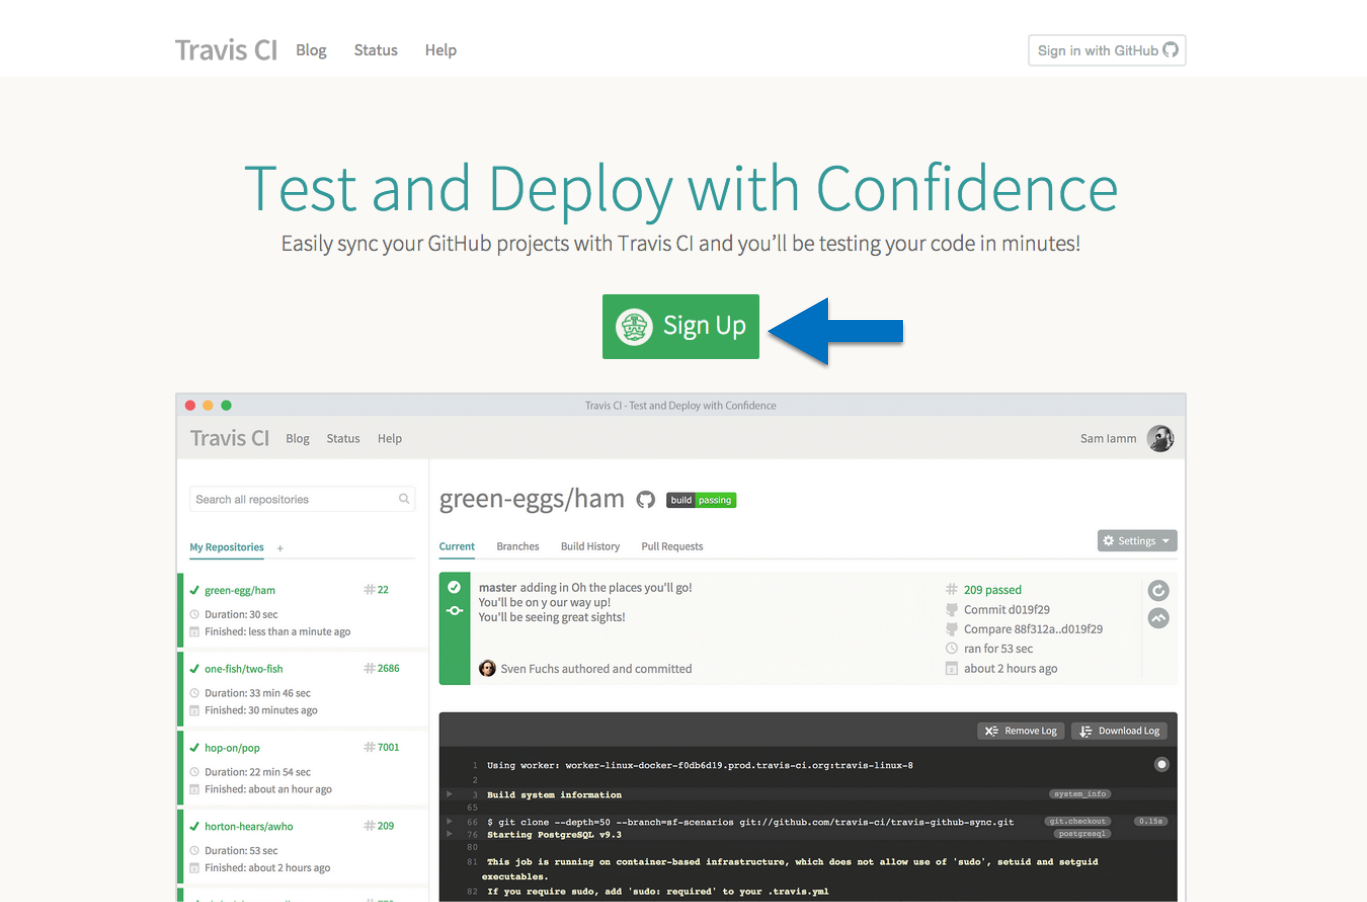 Travis CI Blog Status Help
Sign in with GitHub
Test and Deploy with Confidence
Easily sync your GitHub projects with Travis CI and you'll be testing your code in minutes!
Sign Up
Travis CI - Test and Deploy with Confidence
Travis CI Blog Status Help
Sam Iamm
Search all repositories
My Repositories +
green-egg/ham # 22
Duration: 30 sec
Finished: less than a minute ago
one-fish/two-fish # 2686
Duration: 33 min 46 sec
Finished: 30 minutes ago
hop-on/pop # 7001
Duration: 22 min 54 sec
Finished: about an hour ago
horton-hears/awho # 209
Duration: 53 sec
Finished: about 2 hours ago
green-eggs/ham build passing
Current Branches Build History Pull Requests
Settings
master adding in Oh the places you'll go!
You'll be on y our way up!
You'll be seeing great sights!
Sven Fuchs authored and committed
# 209 passed
Commit d019f29
Compare 88f312a..d019f29
ran for 53 sec
about 2 hours ago
Remove Log Download Log
1 Using worker: worker-linux-docker-f0db6d19.prod.travis-ci.org:travis-linux-8
2
3 Build system information system_info
65
66 $ git clone --depth=50 --branch=sf-scenarios git://github.com/travis-ci/travis-github-sync.git git.checkout 0.15s
76 Starting PostgreSQL v9.3 postgresql
80
81 This job is running on container-based infrastructure, which does not allow use of 'sudo', setuid and setguid
executables.
82 If you require sudo, add 'sudo: required' to your .travis.yml